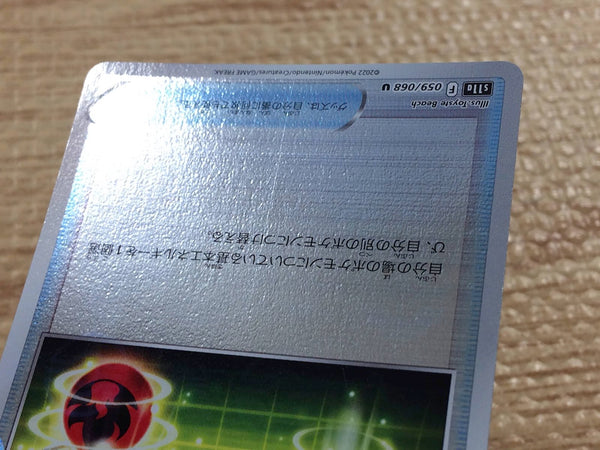 自分の場のポケモンについている基本エネルギーを1個選
び、自分の別のポケモンにつけ替える。
グッズは、自分の番に何枚でも使える。
Illus. Toyste Beach
s11a F 059/068 U
©2022 Pokémon/Nintendo/Creatures/GAME FREAK